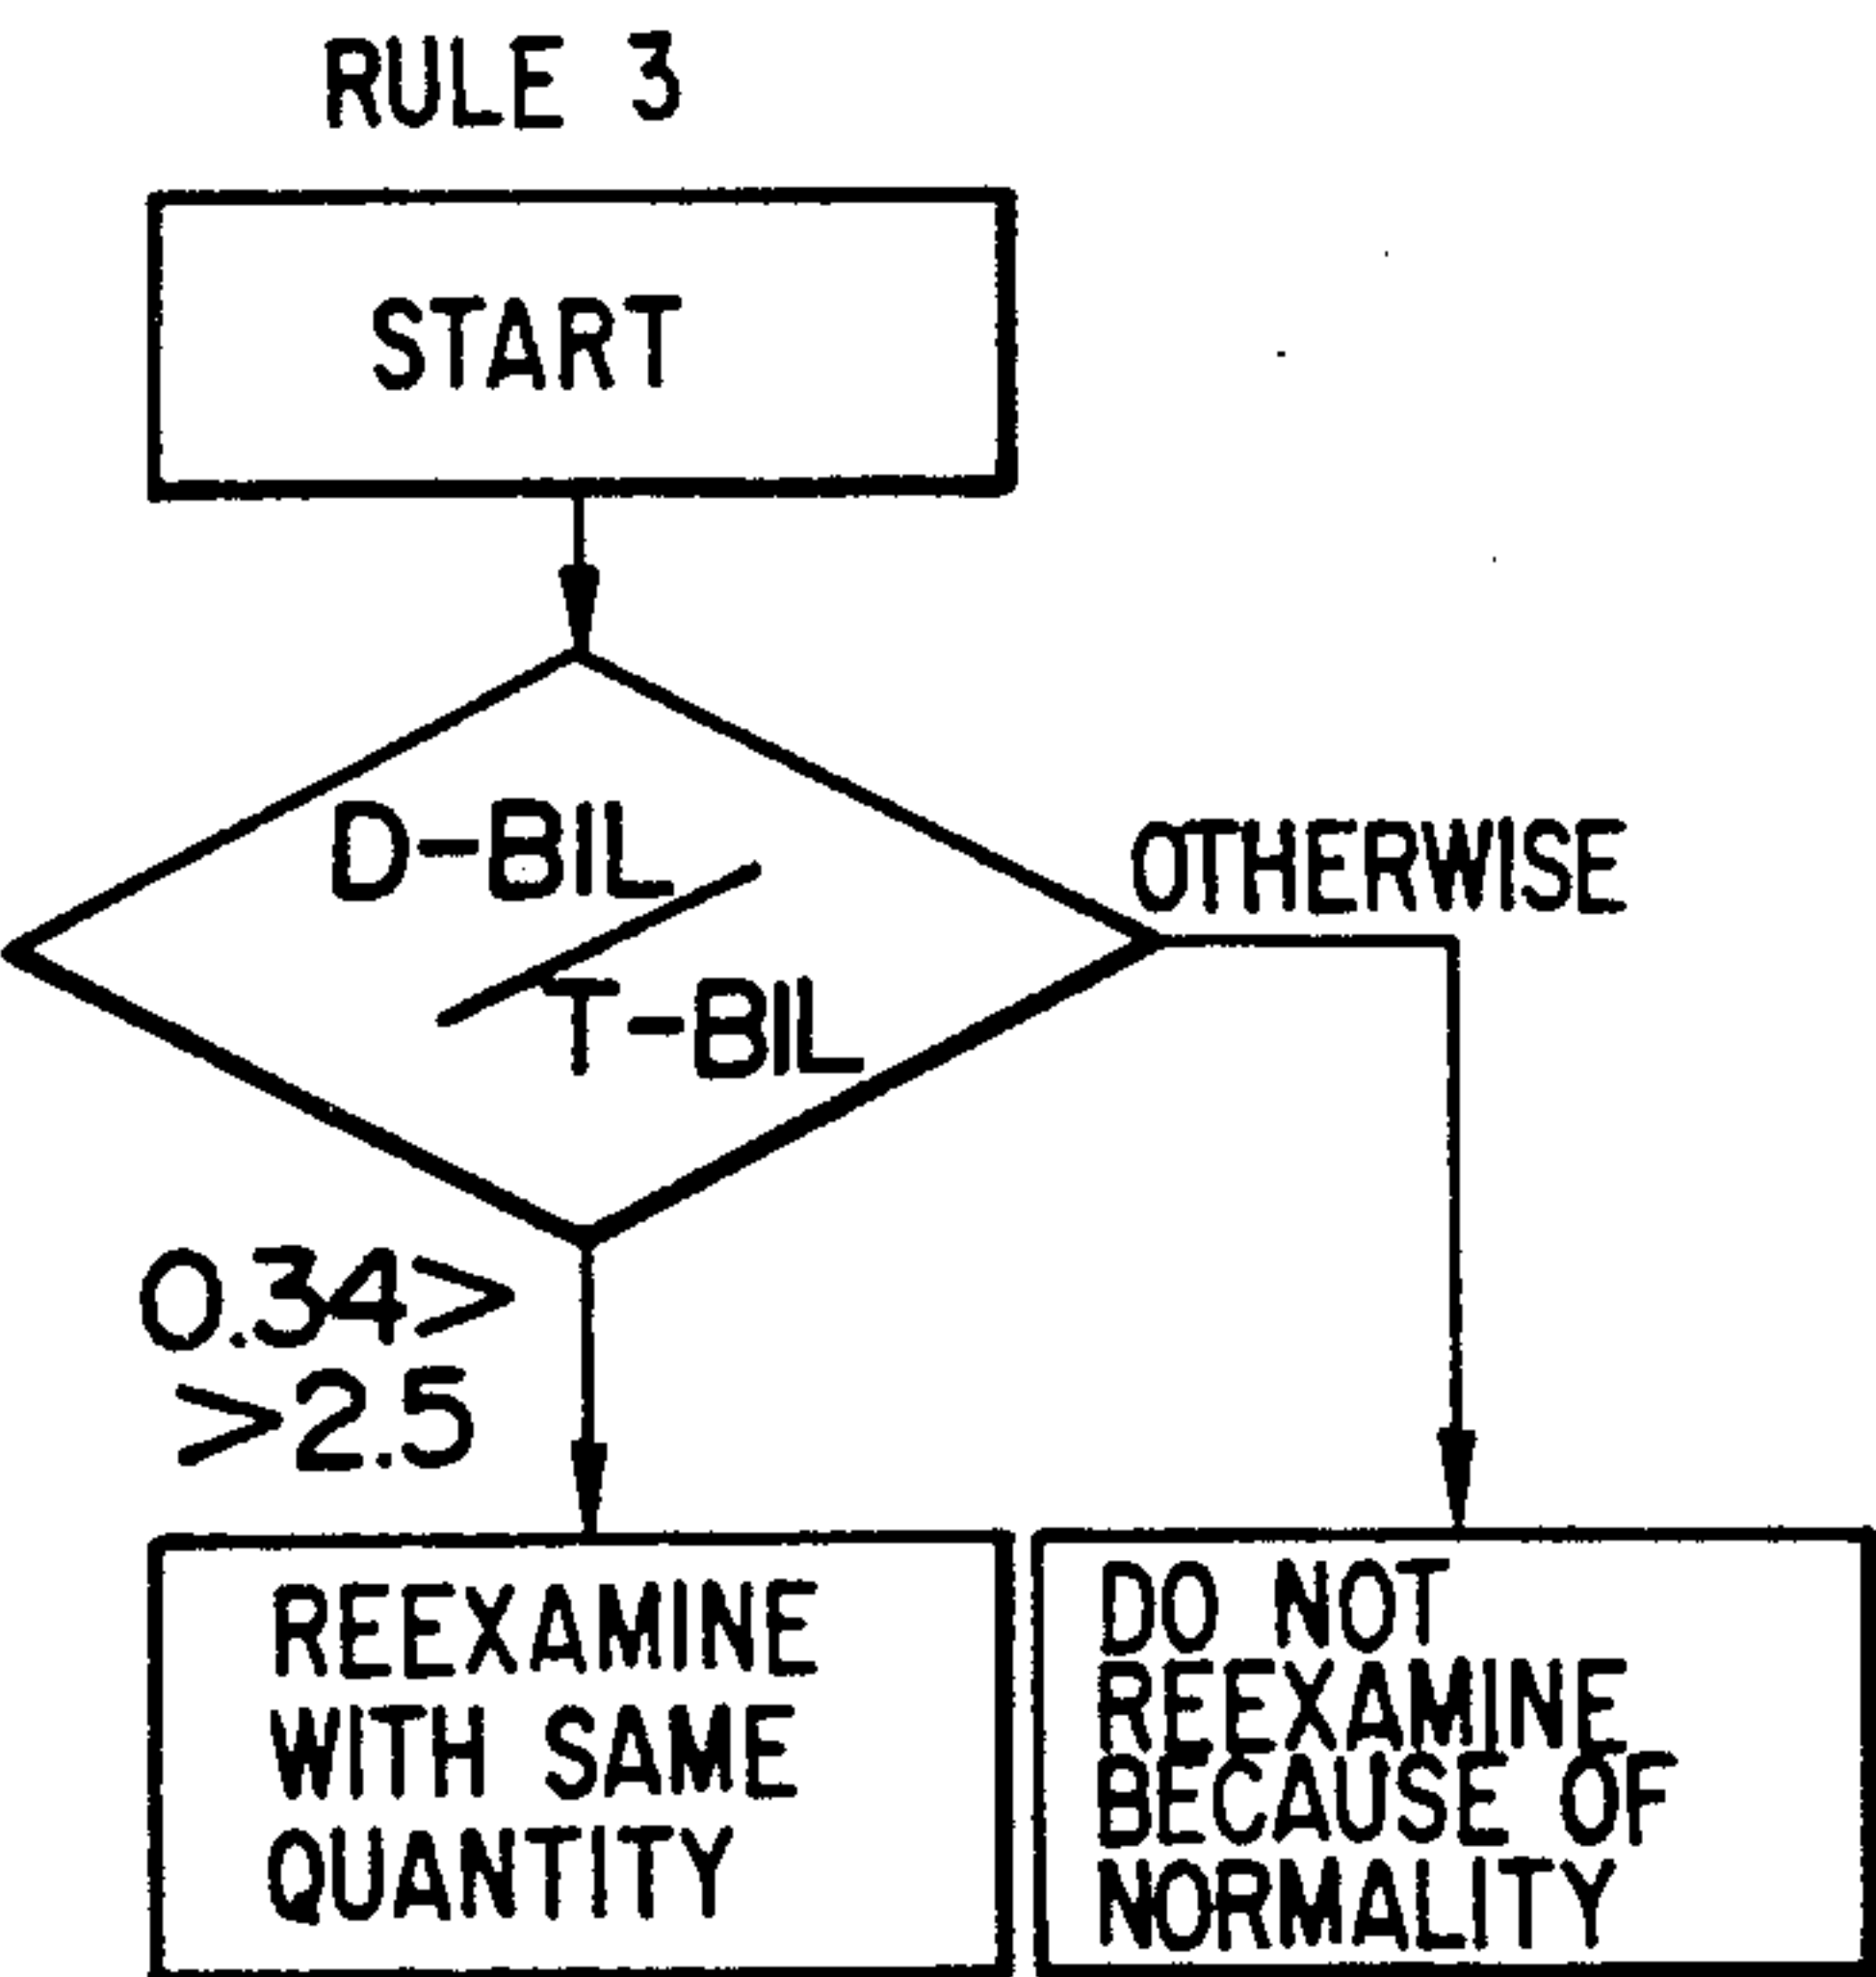 RULE 3
START
D-BIL
/
T-BIL
OTHERWISE
0.34>
>2.5
REEXAMINE
WITH SAME
QUANTITY
DO NOT
REEXAMINE
BECAUSE OF
NORMALITY